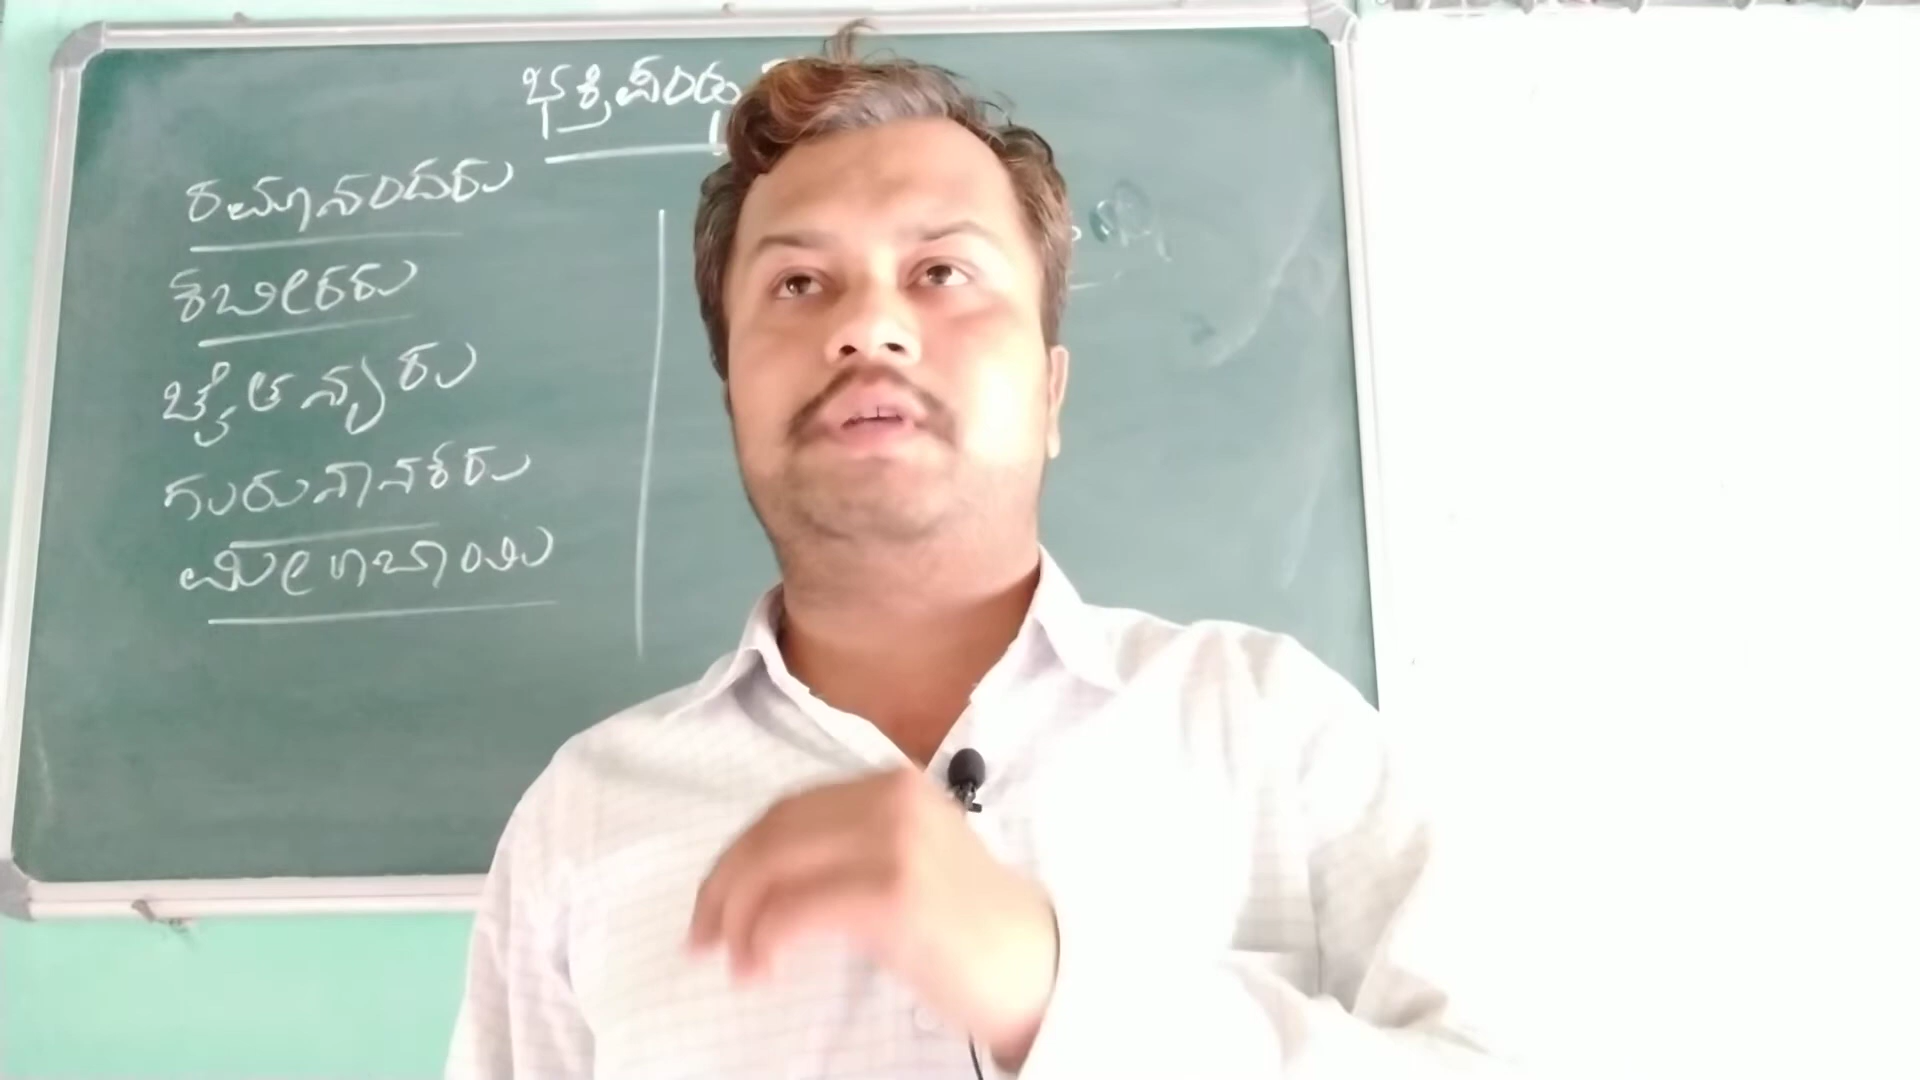 ಭಕ್ತಿಪಂಥ
ರಮಾನಂದರು
ಕಬೀರರು
ಚೈತನ್ಯರು
ಗುರುನಾನಕರು
ಮೀರಾಬಾಯಿ